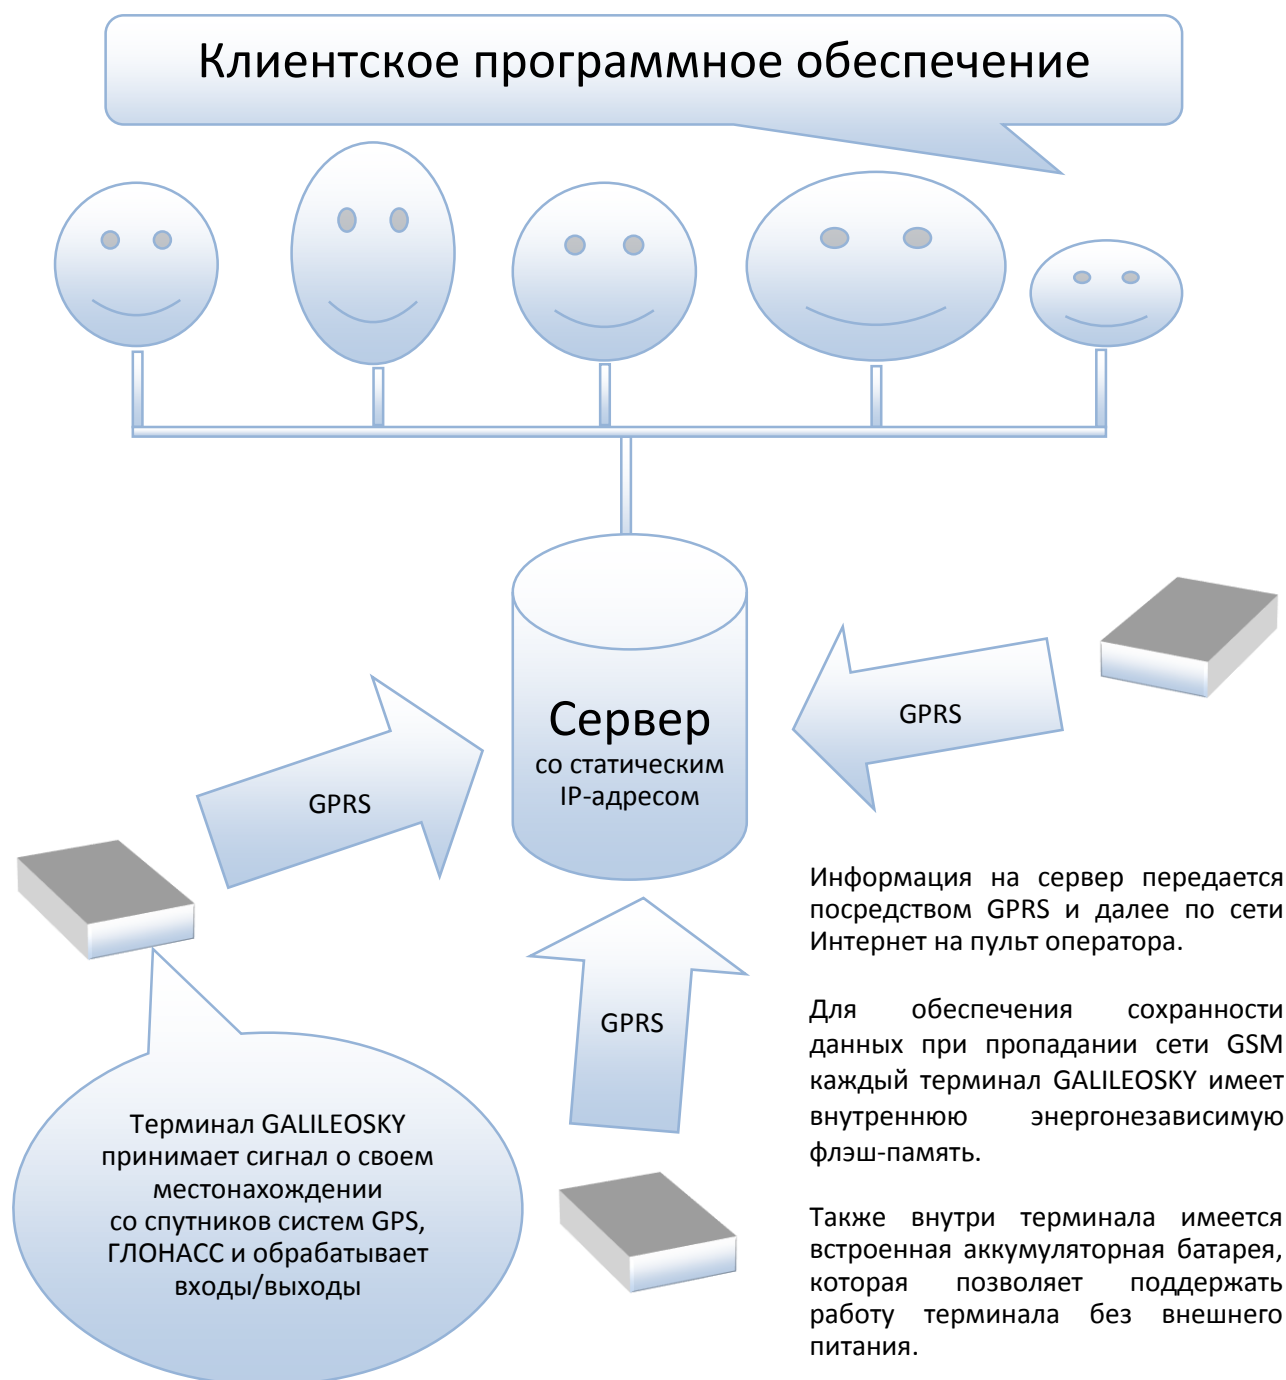 Клиентское программное обеспечение
Сервер
со статическим
IP-адресом
GPRS
GPRS
GPRS
Терминал GALILEOSKY
принимает сигнал о своем
местонахождении
со спутников систем GPS,
ГЛОНАСС и обрабатывает
входы/выходы
Информация на сервер передается
посредством GPRS и далее по сети
Интернет на пульт оператора.
Для обеспечения сохранности
данных при пропадании сети GSM
каждый терминал GALILEOSKY имеет
внутреннюю энергонезависимую
флэш-память.
Также внутри терминала имеется
встроенная аккумуляторная батарея,
которая позволяет поддержать
работу терминала без внешнего
питания.